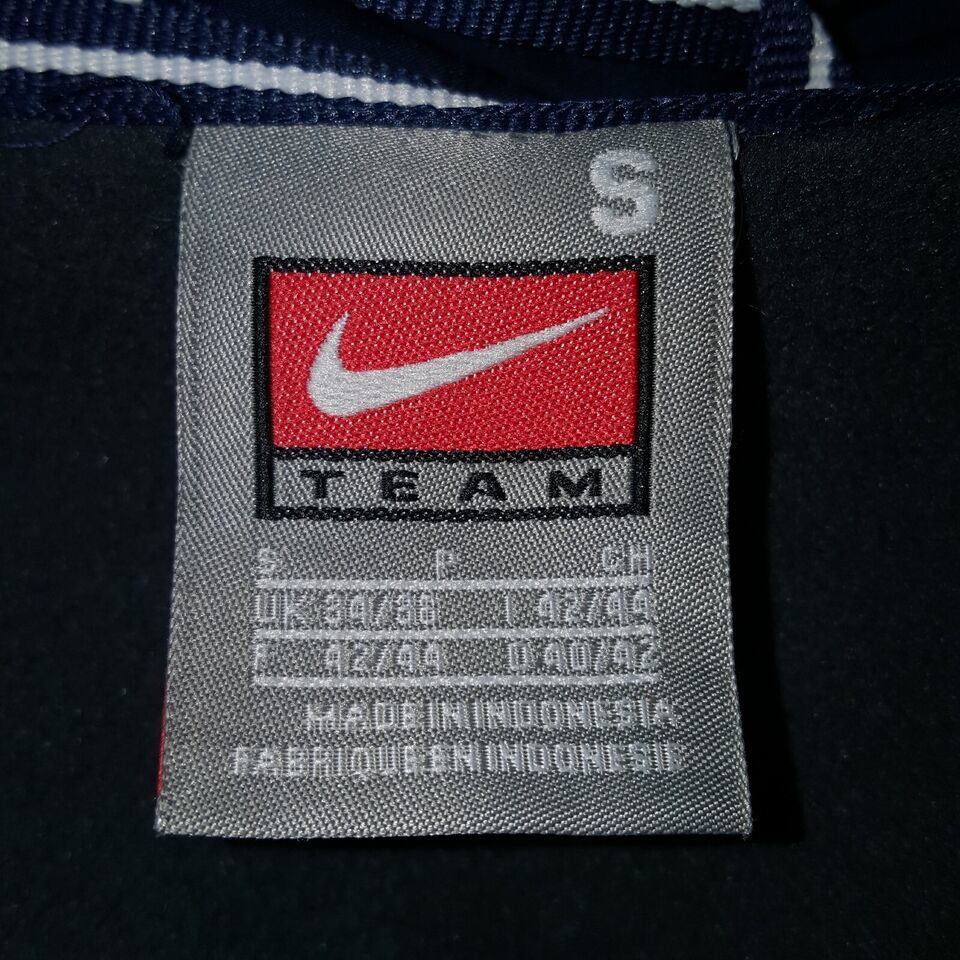 S
TEAM
S P CH
UK 34/36 I 42/44
F 42/44 D 40/42
MADE IN INDONESIA
FABRIQUE EN INDONESIE